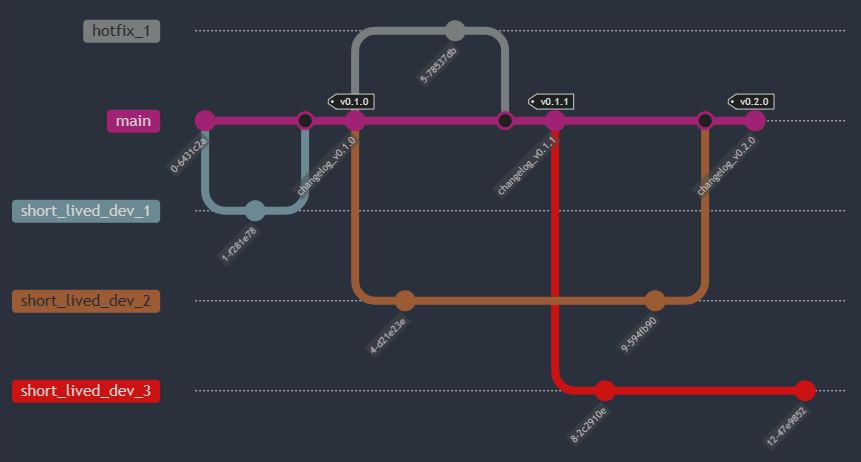 hotfix_1
5-78537db
v0.1.0
v0.1.1
v0.2.0
main
0-6431c2a
changelog_v0.1.0
changelog_v0.1.1
changelog_v0.2.0
short_lived_dev_1
1-f281e78
short_lived_dev_2
4-d21e23e
9-594fb90
short_lived_dev_3
8-2c2910e
12-47e9852